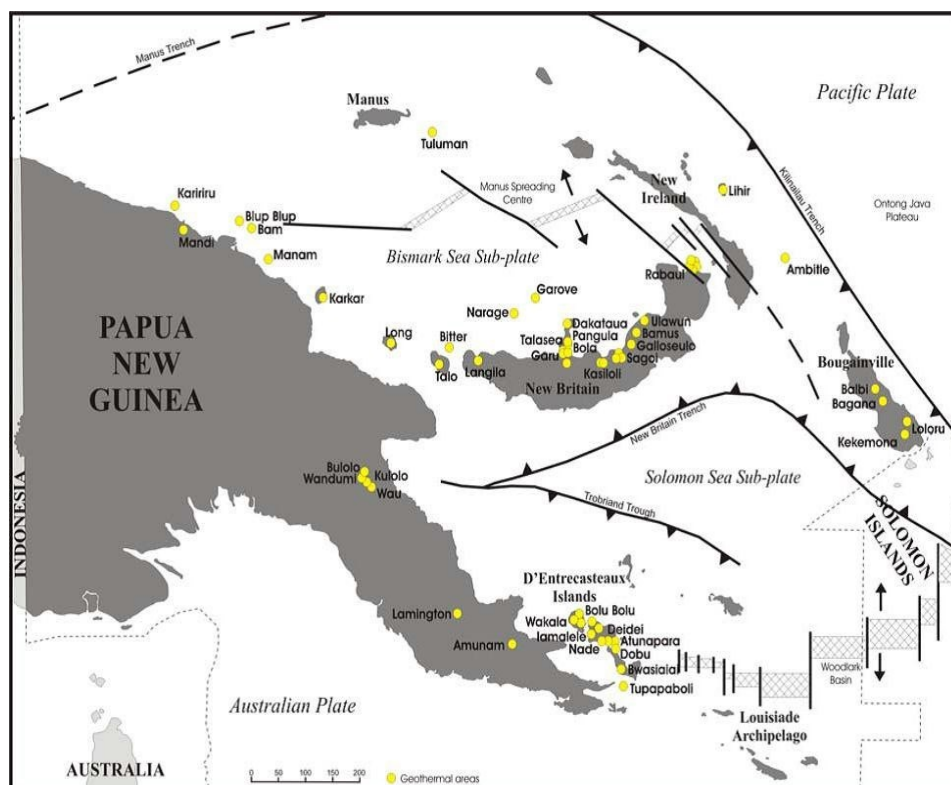 Manus Trench
Manus
Tuluman
Pacific Plate
Kilinailau Trench
Ontong Java
Plateau
Kaririru
Blup Blup
Bam
Mandi
Manam
Manus Spreading
Centre
New
Ireland
Lihir
Bismark Sea Sub-plate
Rabaul
Ambitle
Karkar
Garove
Narage
Long
Bitter
Talo
Langila
Dakataua
Talasea
Pangula
Bola
Garu
Ulawun
Bamus
Galloseulo
Sagol
Kasiloli
New Britain
PAPUA
NEW
GUINEA
Bougainville
Balbi
Bagana
Loloru
Kekemona
New Britain Trench
Bulolo
Kulolo
Wandumi
Wau
Solomon Sea Sub-plate
Trobriand Trough
INDONESIA
SOLOMON
ISLANDS
D'Entrecasteaux
Islands
Bolu Bolu
Wakala
Iamalele
Deidei
Nade
Atunapara
Dobu
Bwasiaiai
Tupapaboli
Lamington
Amunam
Woodlark
Basin
Louisiade
Archipelago
Australian Plate
AUSTRALIA
0 50 100 150 200
Geothermal areas